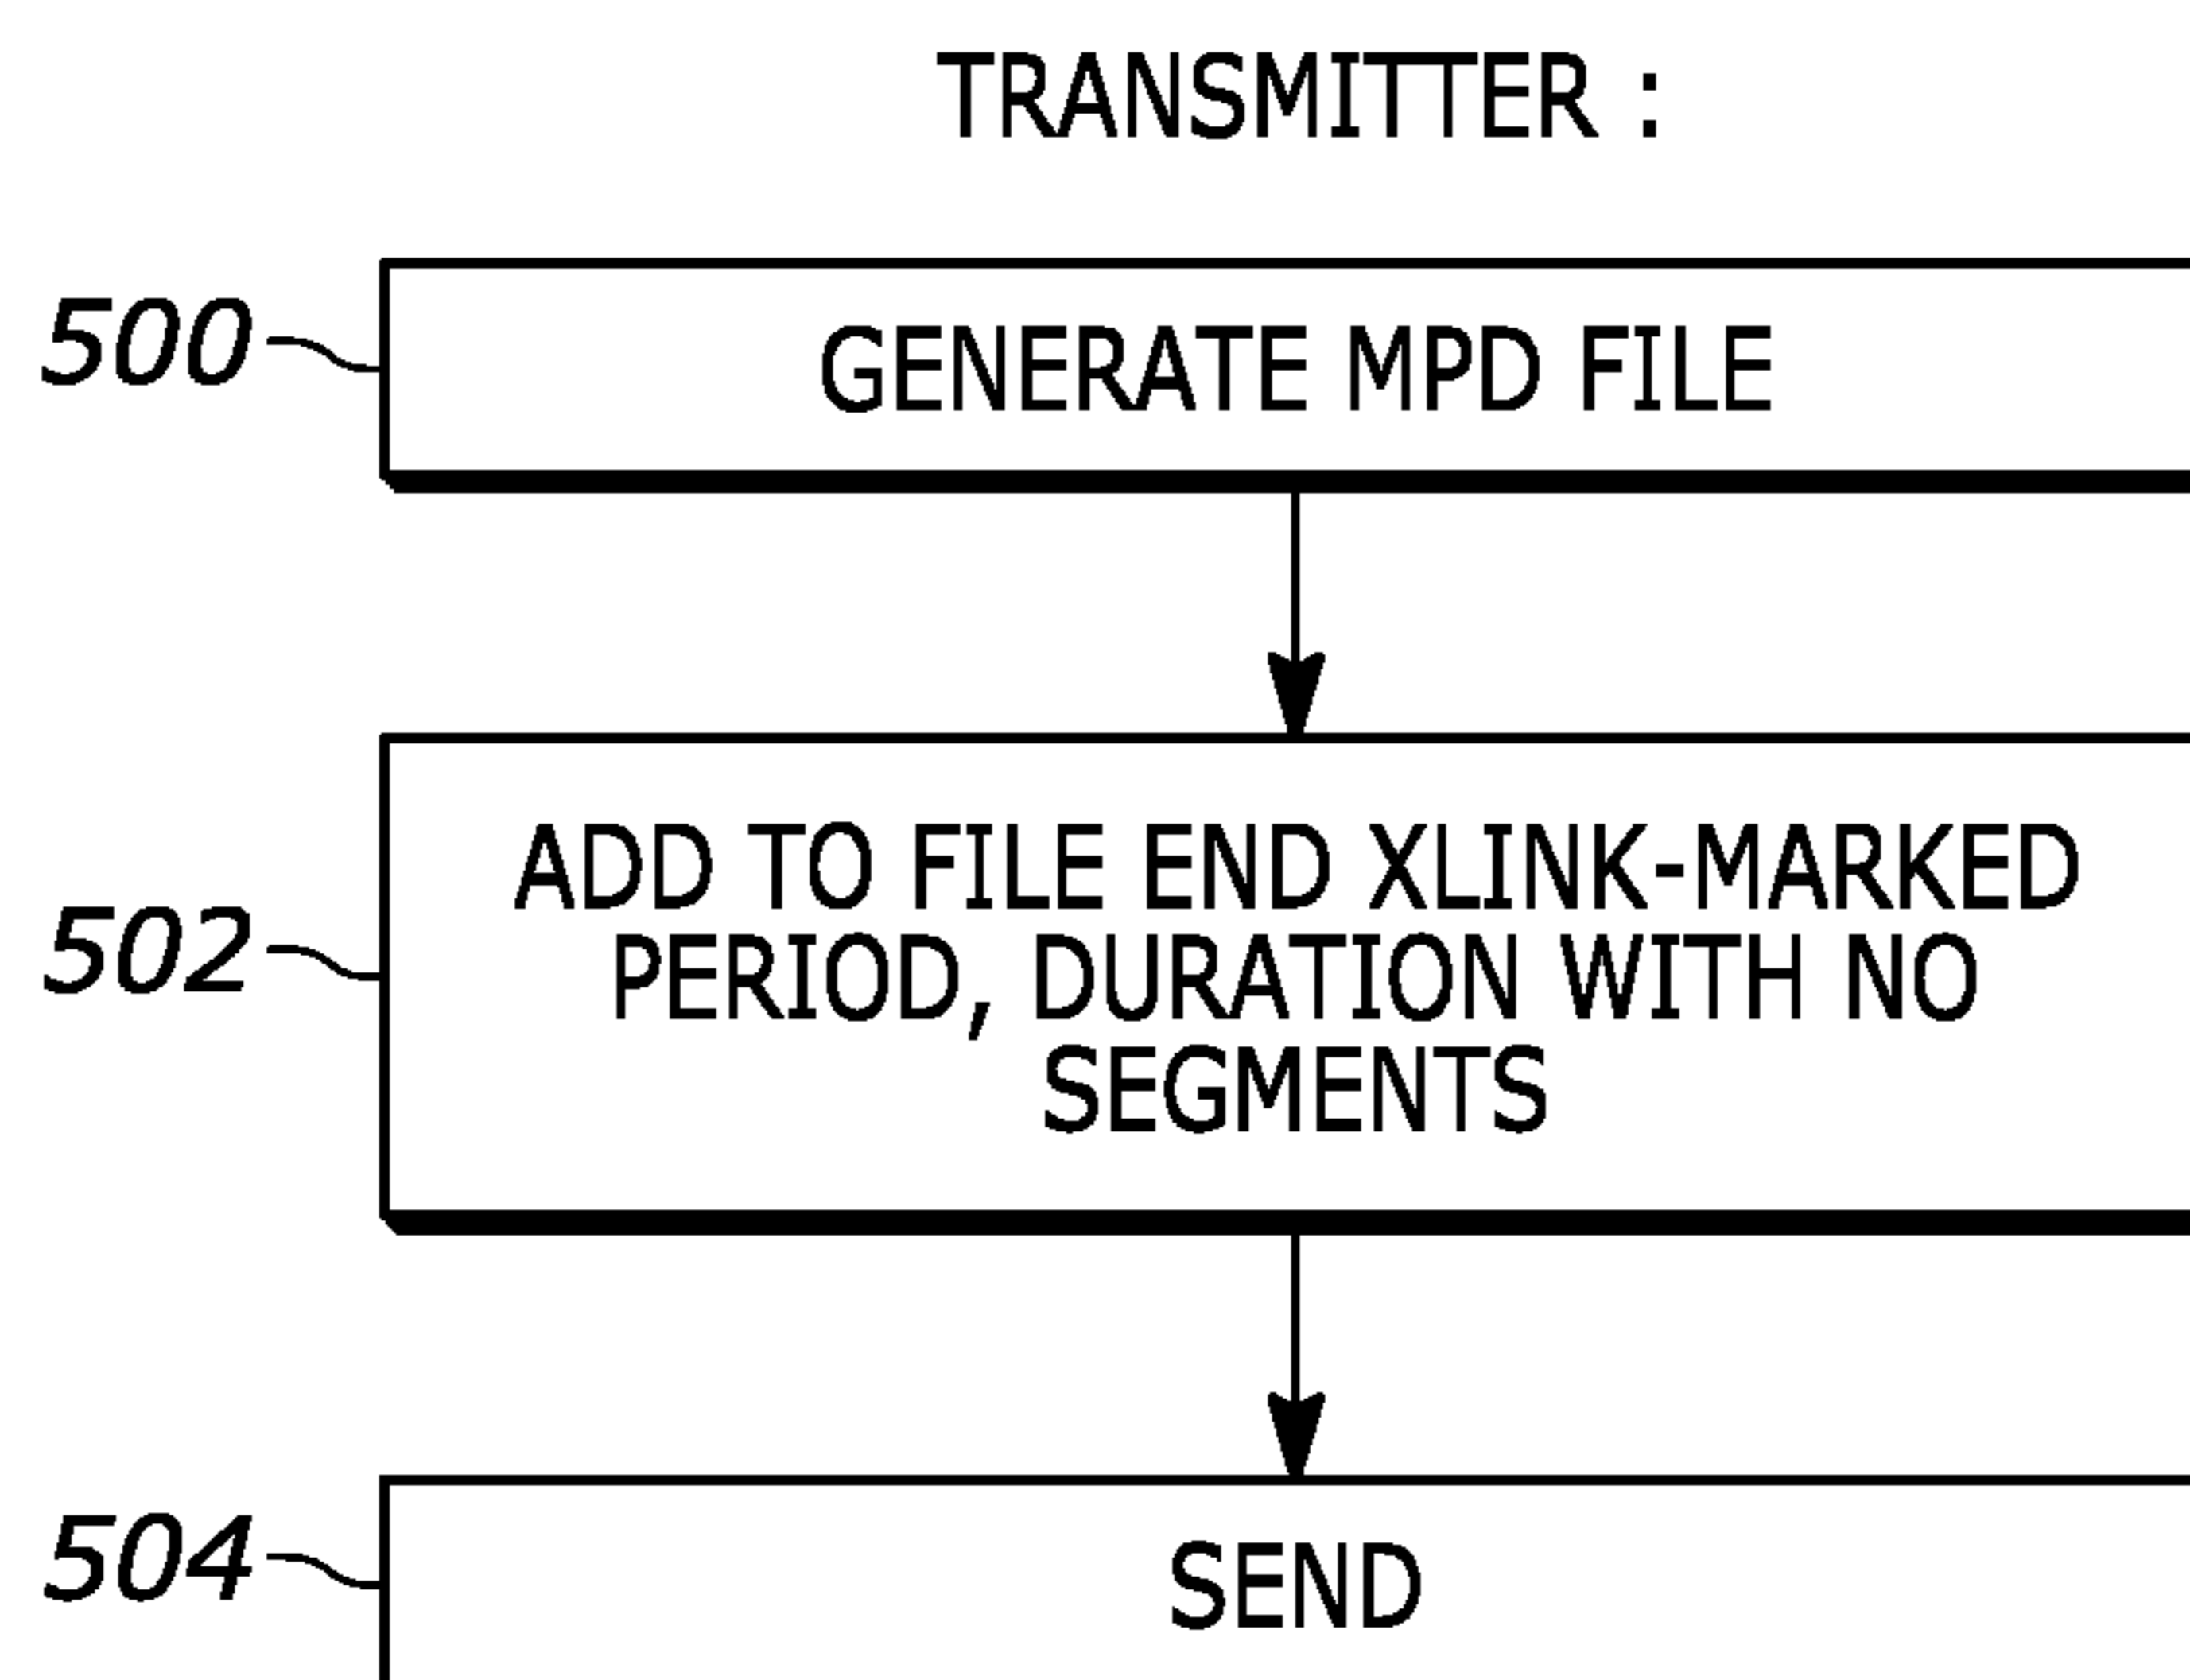 TRANSMITTER :
500
GENERATE MPD FILE
502
ADD TO FILE END XLINK-MARKED
PERIOD, DURATION WITH NO
SEGMENTS
504
SEND